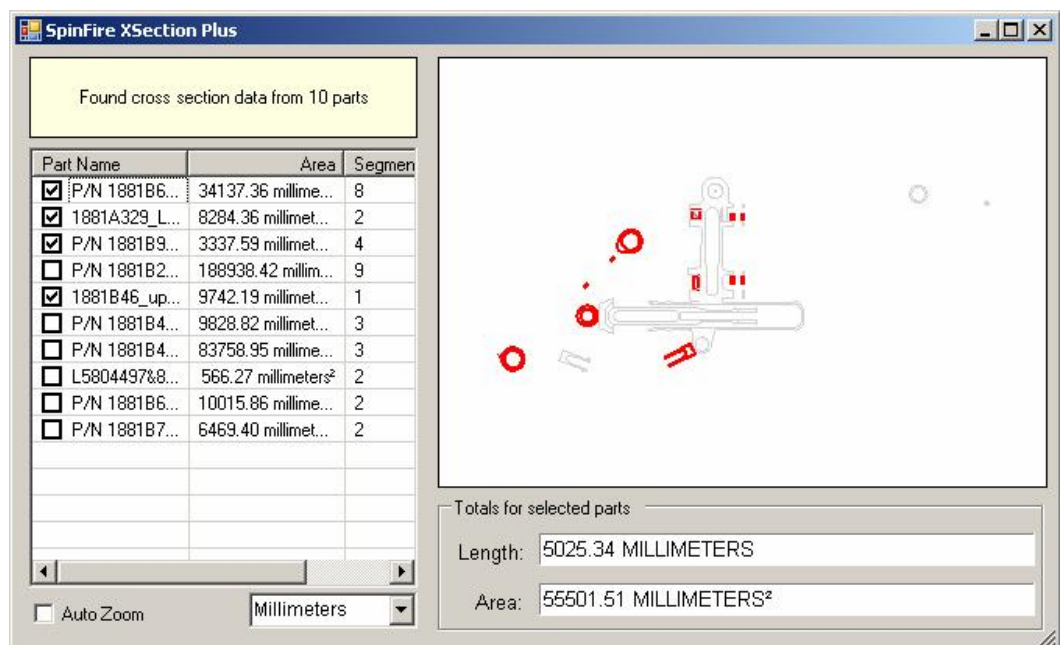 SpinFire XSection Plus
Found cross section data from 10 parts
Part Name Area Segmen
P/N 1881B6... 34137.36 millime... 8
1881A329_L... 8284.36 millimet... 2
P/N 1881B9... 3337.59 millimet... 4
P/N 1881B2... 188938.42 millim... 9
1881B46_up... 9742.19 millimet... 1
P/N 1881B4... 9828.82 millimet... 3
P/N 1881B4... 83758.95 millime... 3
L5804497&8... 566.27 millimeters² 2
P/N 1881B6... 10015.86 millime... 2
P/N 1881B7... 6469.40 millimet... 2
Auto Zoom Millimeters
Totals for selected parts
Length: 5025.34 MILLIMETERS
Area: 55501.51 MILLIMETERS²